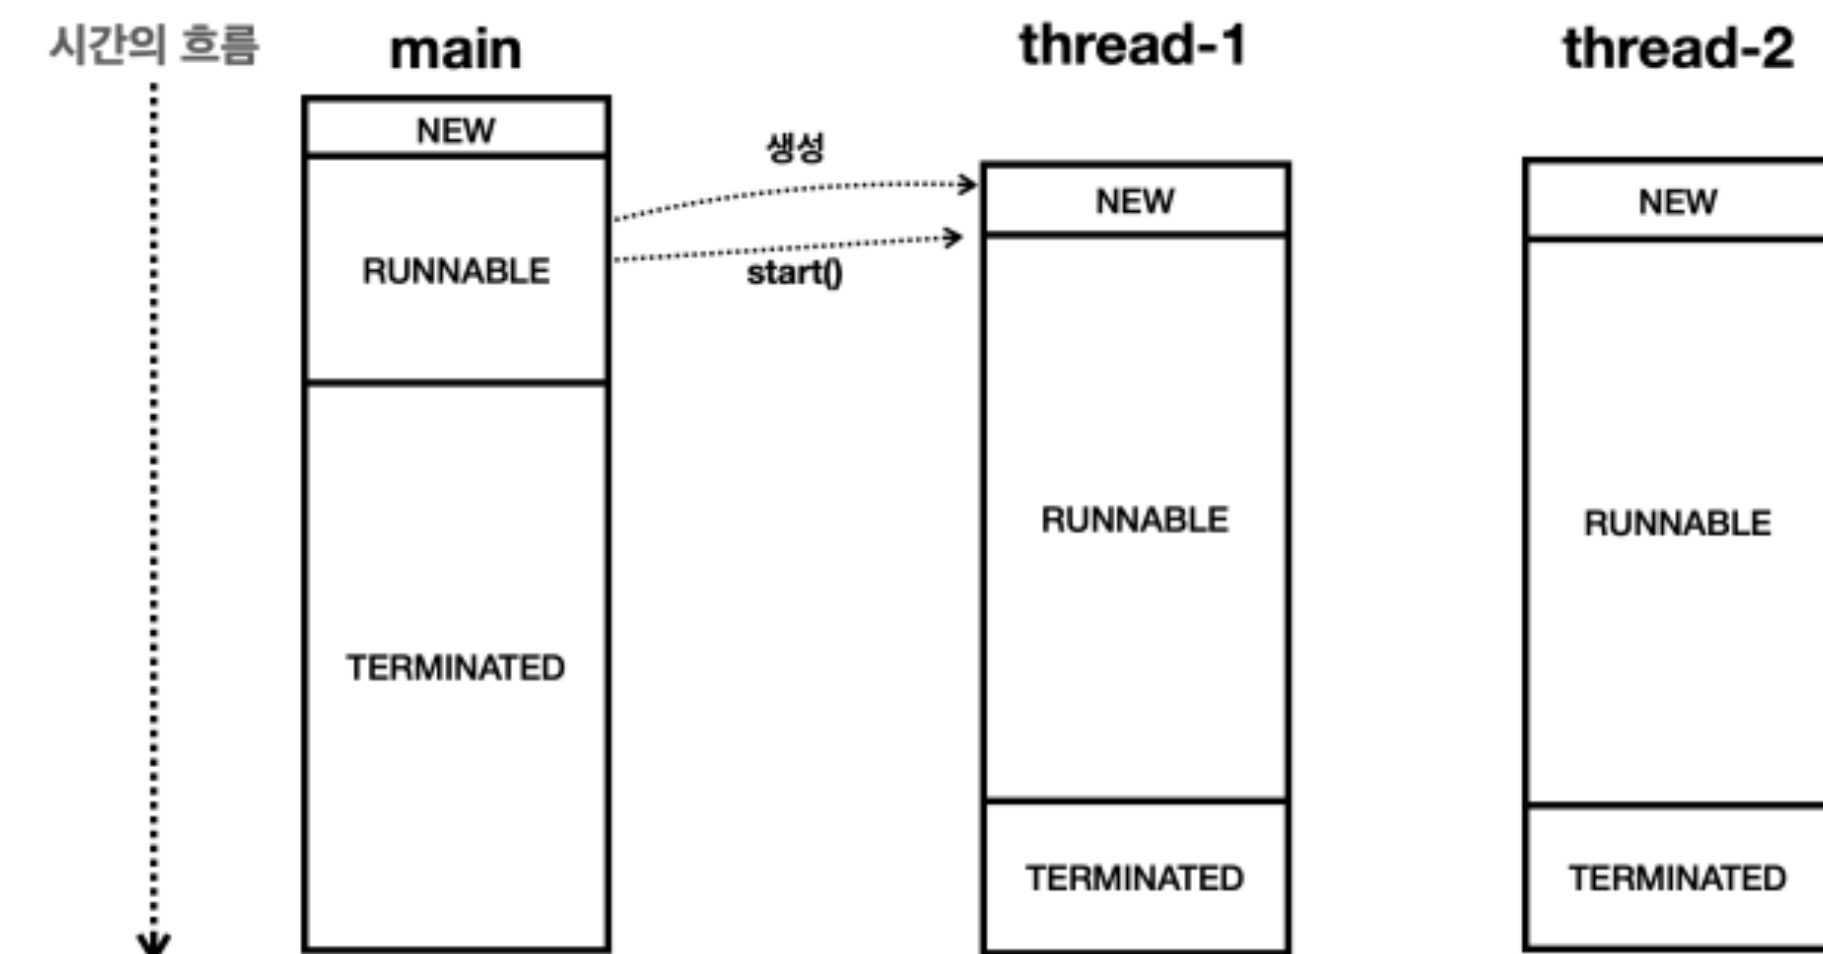 시간의 흐름
main
thread-1
thread-2
NEW
생성
NEW
NEW
RUNNABLE
start()
RUNNABLE
RUNNABLE
TERMINATED
TERMINATED
TERMINATED